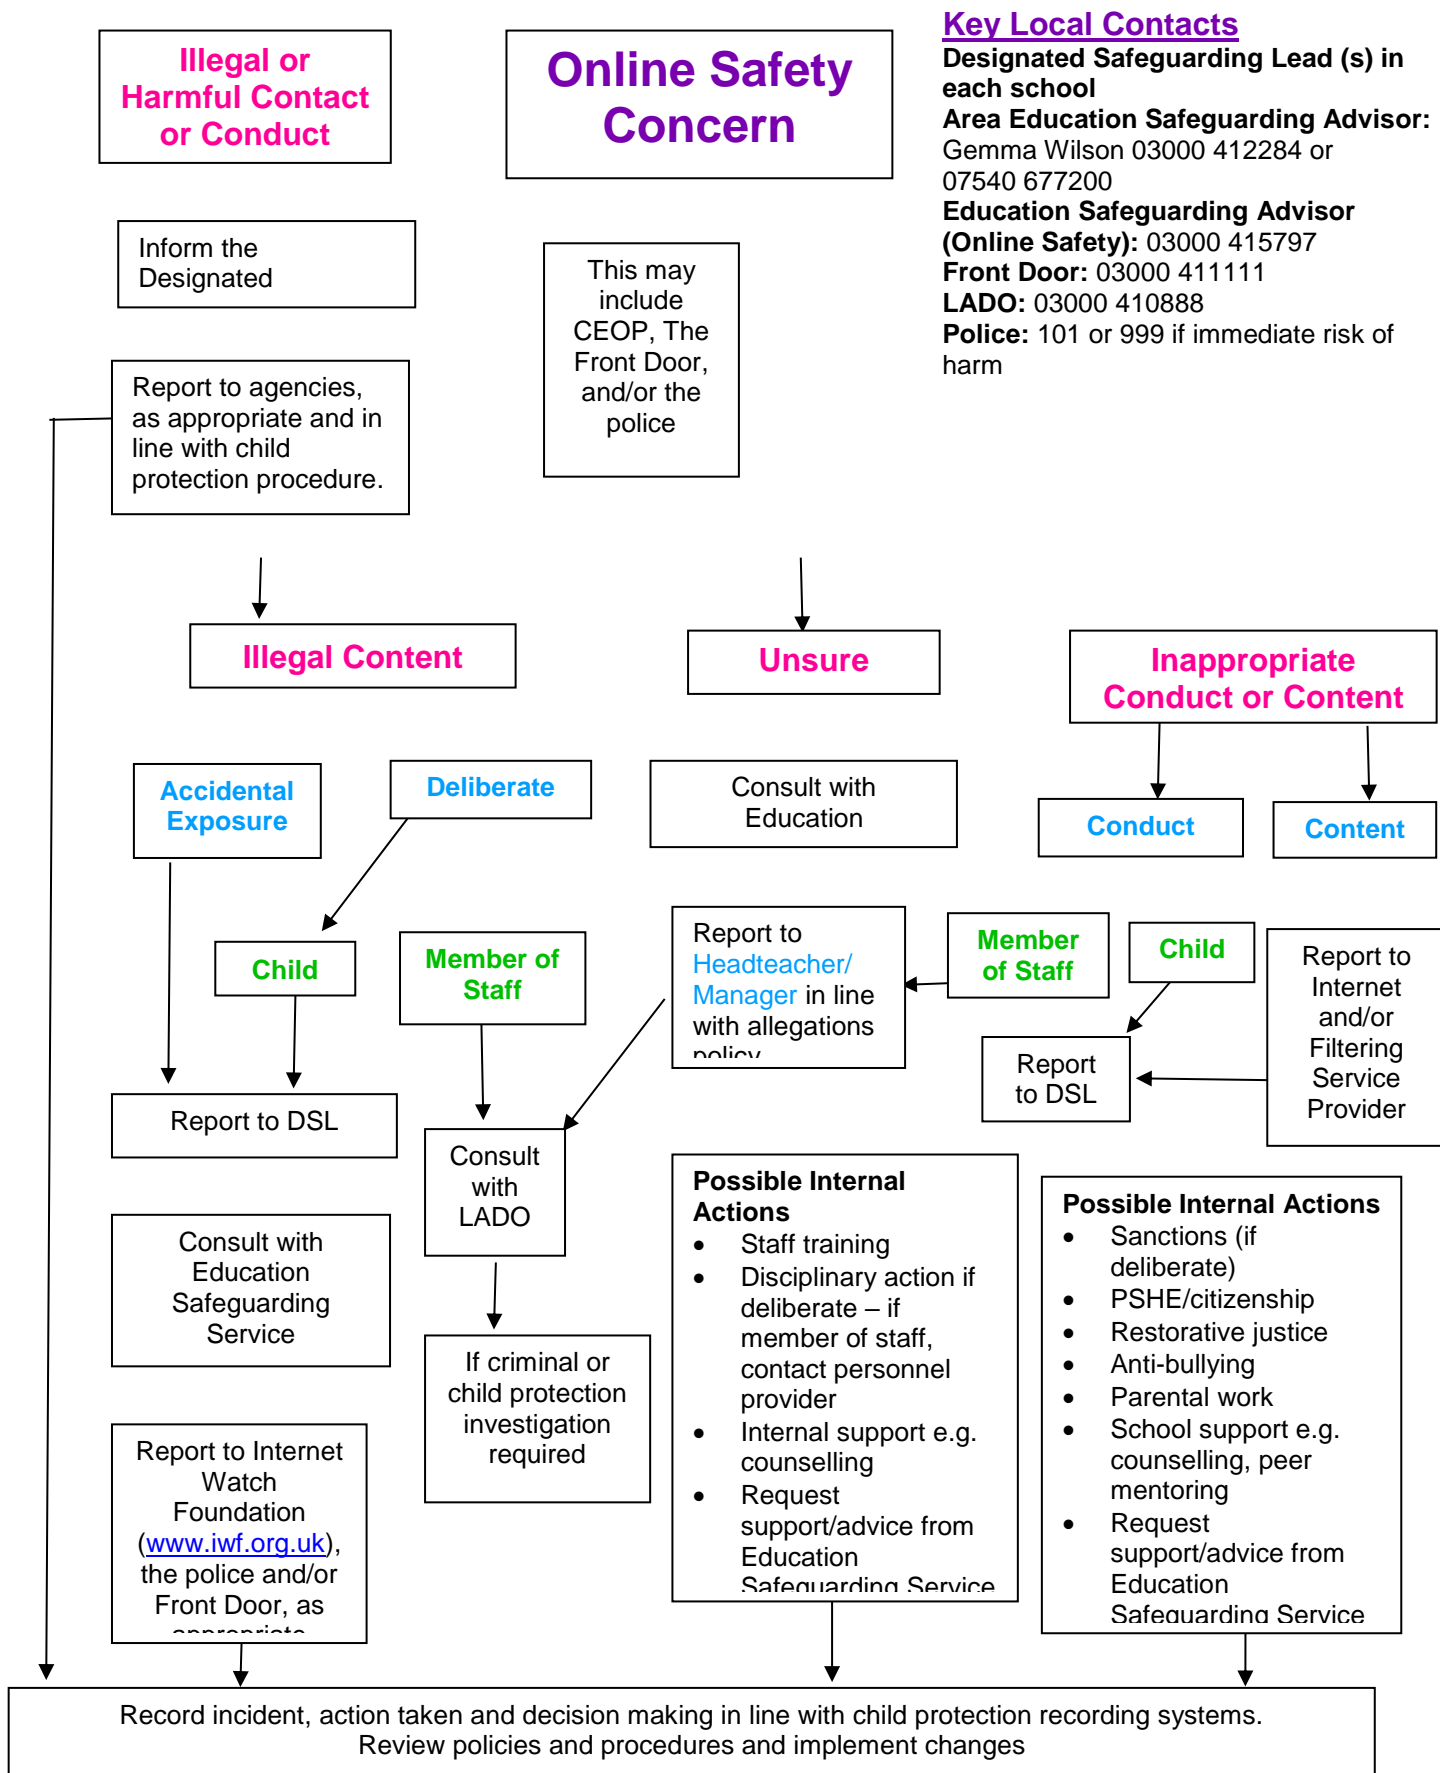 Illegal or
Harmful Contact
or Conduct
Online Safety
Concern
Key Local Contacts
Designated Safeguarding Lead (s) in
each school
Area Education Safeguarding Advisor:
Gemma Wilson 03000 412284 or
07540 677200
Education Safeguarding Advisor
(Online Safety): 03000 415797
Front Door: 03000 411111
LADO: 03000 410888
Police: 101 or 999 if immediate risk of
harm
Inform the
Designated
This may
include
CEOP, The
Front Door,
and/or the
police
Report to agencies,
as appropriate and in
line with child
protection procedure.
Illegal Content
Unsure
Inappropriate
Conduct or Content
Accidental
Exposure
Deliberate
Consult with
Education
Conduct
Content
Child
Member of
Staff
Report to
Headteacher/
Manager in line
with allegations
policy
Member
of Staff
Child
Report to
Internet
and/or
Filtering
Service
Provider
Report to DSL
Consult
with
LADO
Report
to DSL
Consult with
Education
Safeguarding
Service
If criminal or
child protection
investigation
required
Possible Internal
Actions
• Staff training
• Disciplinary action if
deliberate – if
member of staff,
contact personnel
provider
• Internal support e.g.
counselling
• Request
support/advice from
Education
Safeguarding Service
Possible Internal Actions
• Sanctions (if
deliberate)
• PSHE/citizenship
• Restorative justice
• Anti-bullying
• Parental work
• School support e.g.
counselling, peer
mentoring
• Request
support/advice from
Education
Safeguarding Service
Report to Internet
Watch
Foundation
(www.iwf.org.uk),
the police and/or
Front Door, as
appropriate
Record incident, action taken and decision making in line with child protection recording systems.
Review policies and procedures and implement changes